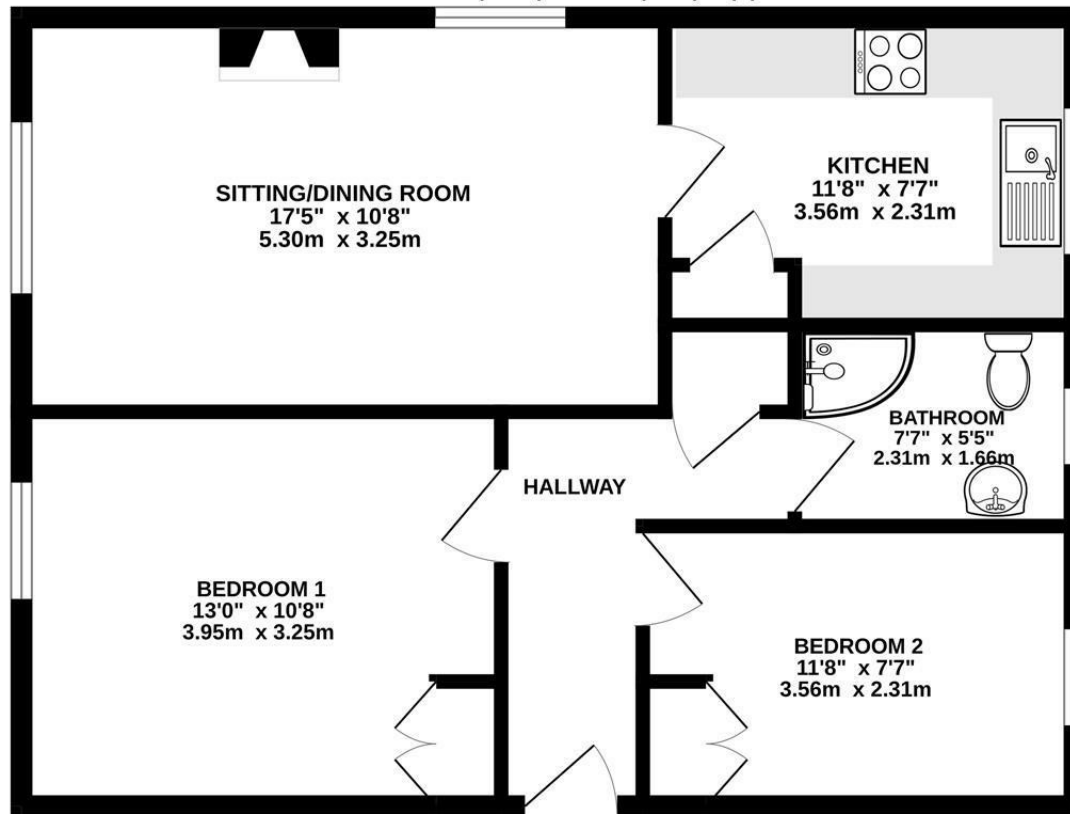 SITTING/DINING ROOM
17'5" x 10'8"
5.30m x 3.25m
KITCHEN
11'8" x 7'7"
3.56m x 2.31m
BATHROOM
7'7" x 5'5"
2.31m x 1.66m
HALLWAY
BEDROOM 1
13'0" x 10'8"
3.95m x 3.25m
BEDROOM 2
11'8" x 7'7"
3.56m x 2.31m